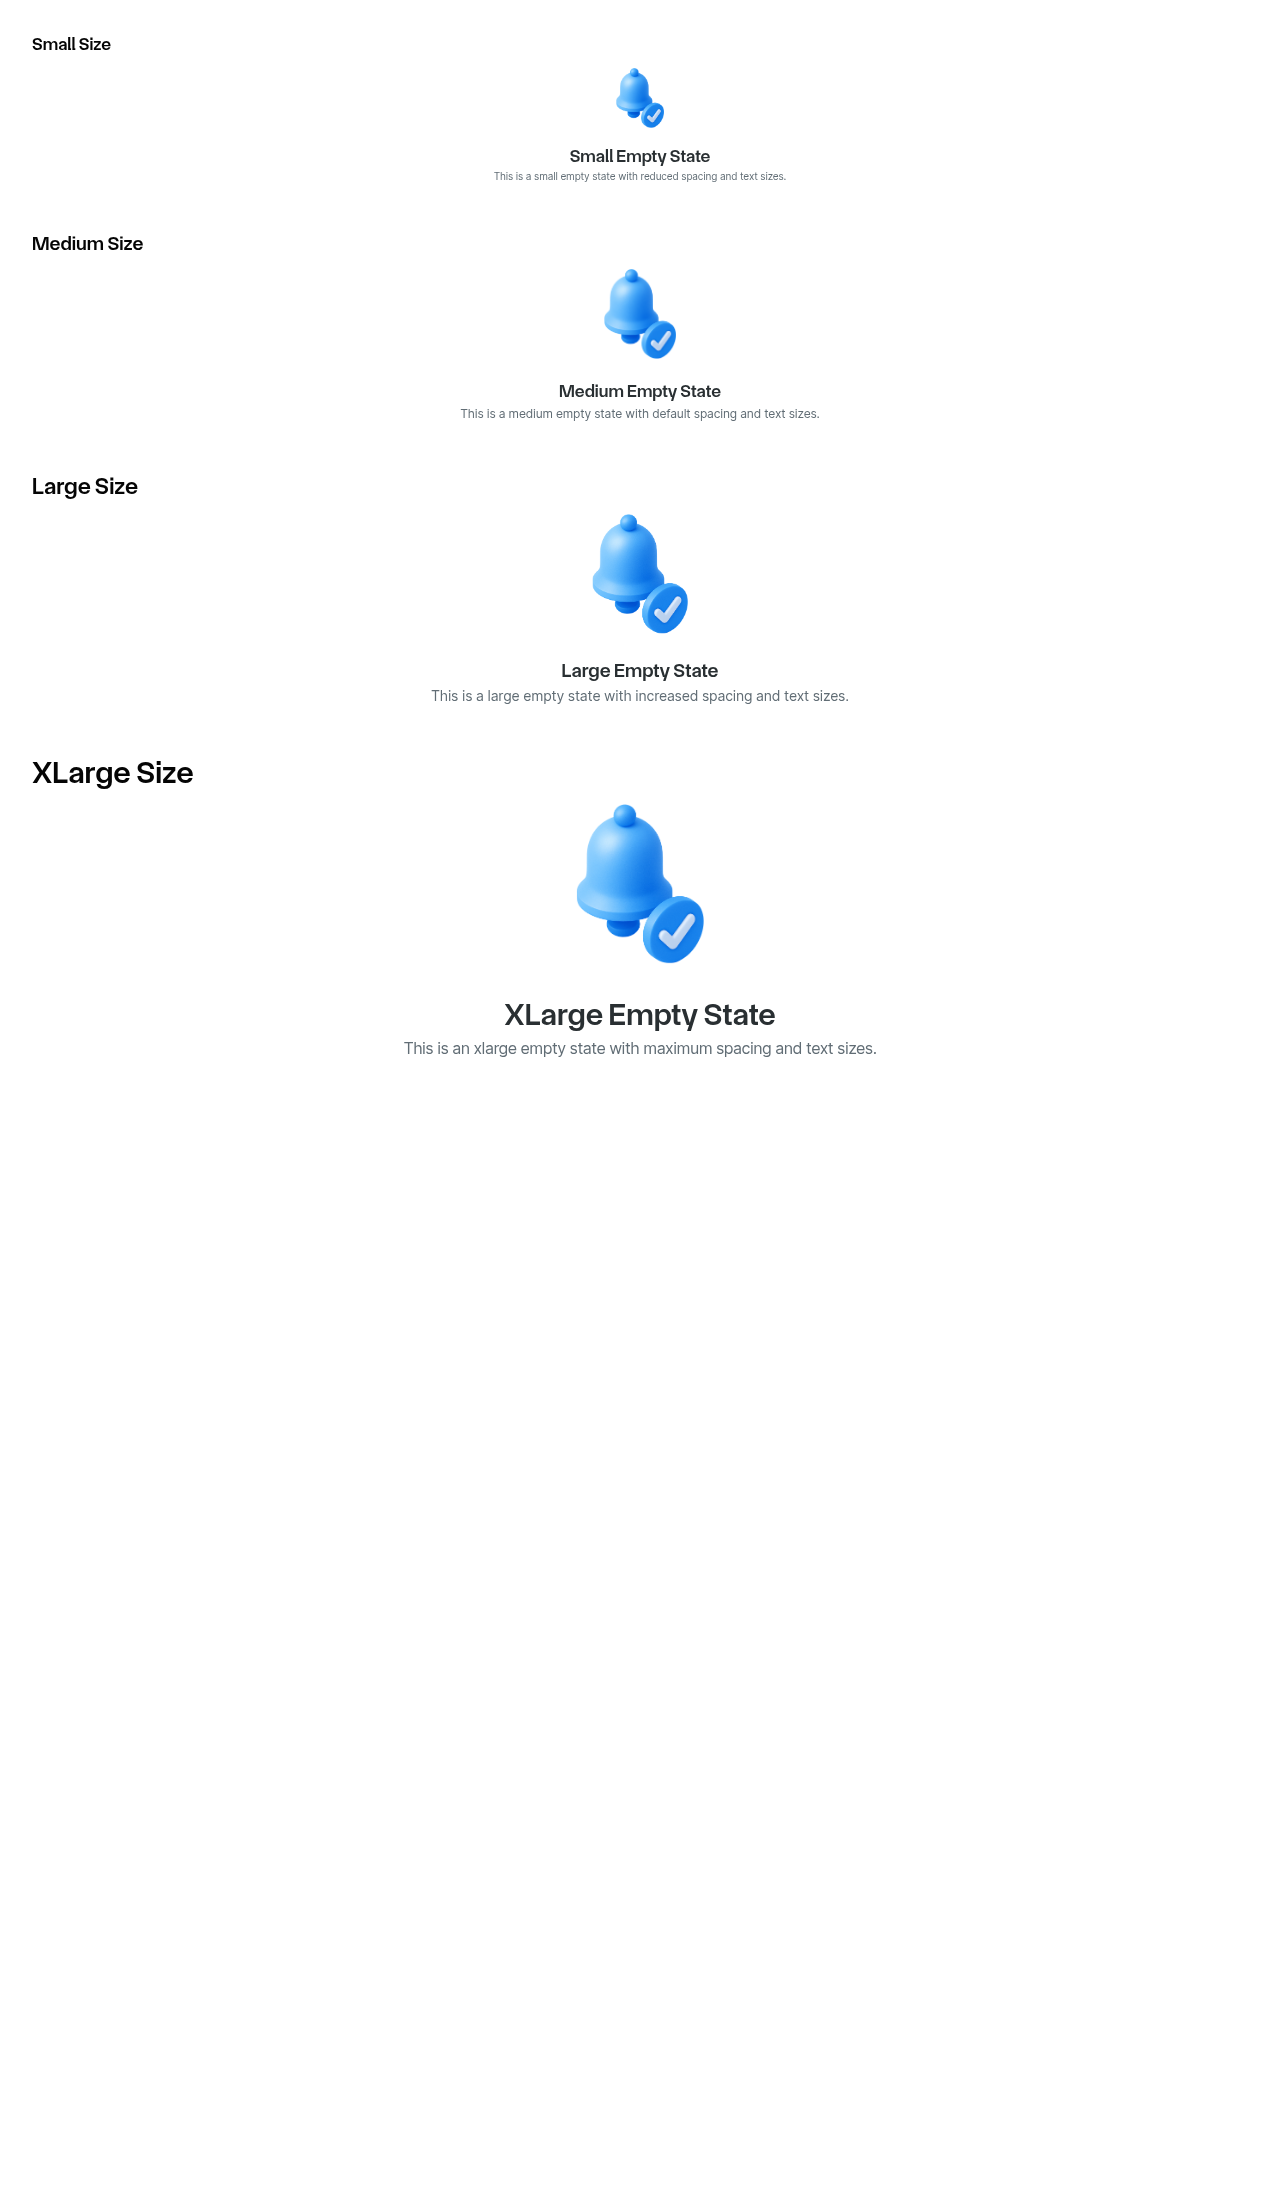 Small Size
Small Empty State
This is a small empty state with reduced spacing and text sizes.
Medium Size
Medium Empty State
This is a medium empty state with default spacing and text sizes.
Large Size
Large Empty State
This is a large empty state with increased spacing and text sizes.
XLarge Size
XLarge Empty State
This is an xlarge empty state with maximum spacing and text sizes.